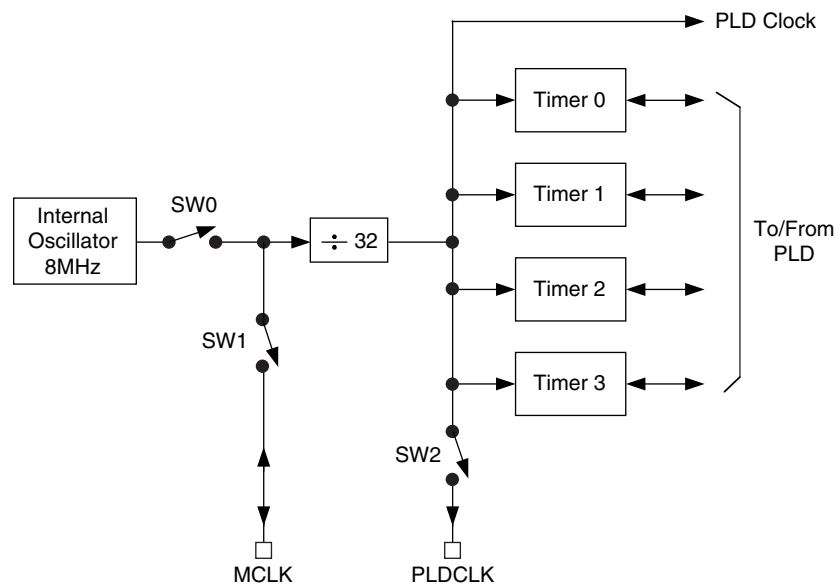 PLD Clock
Timer 0
Timer 1
SW0
Internal
Oscillator
8MHz
÷ 32
To/From
PLD
Timer 2
SW1
Timer 3
SW2
MCLK
PLDCLK